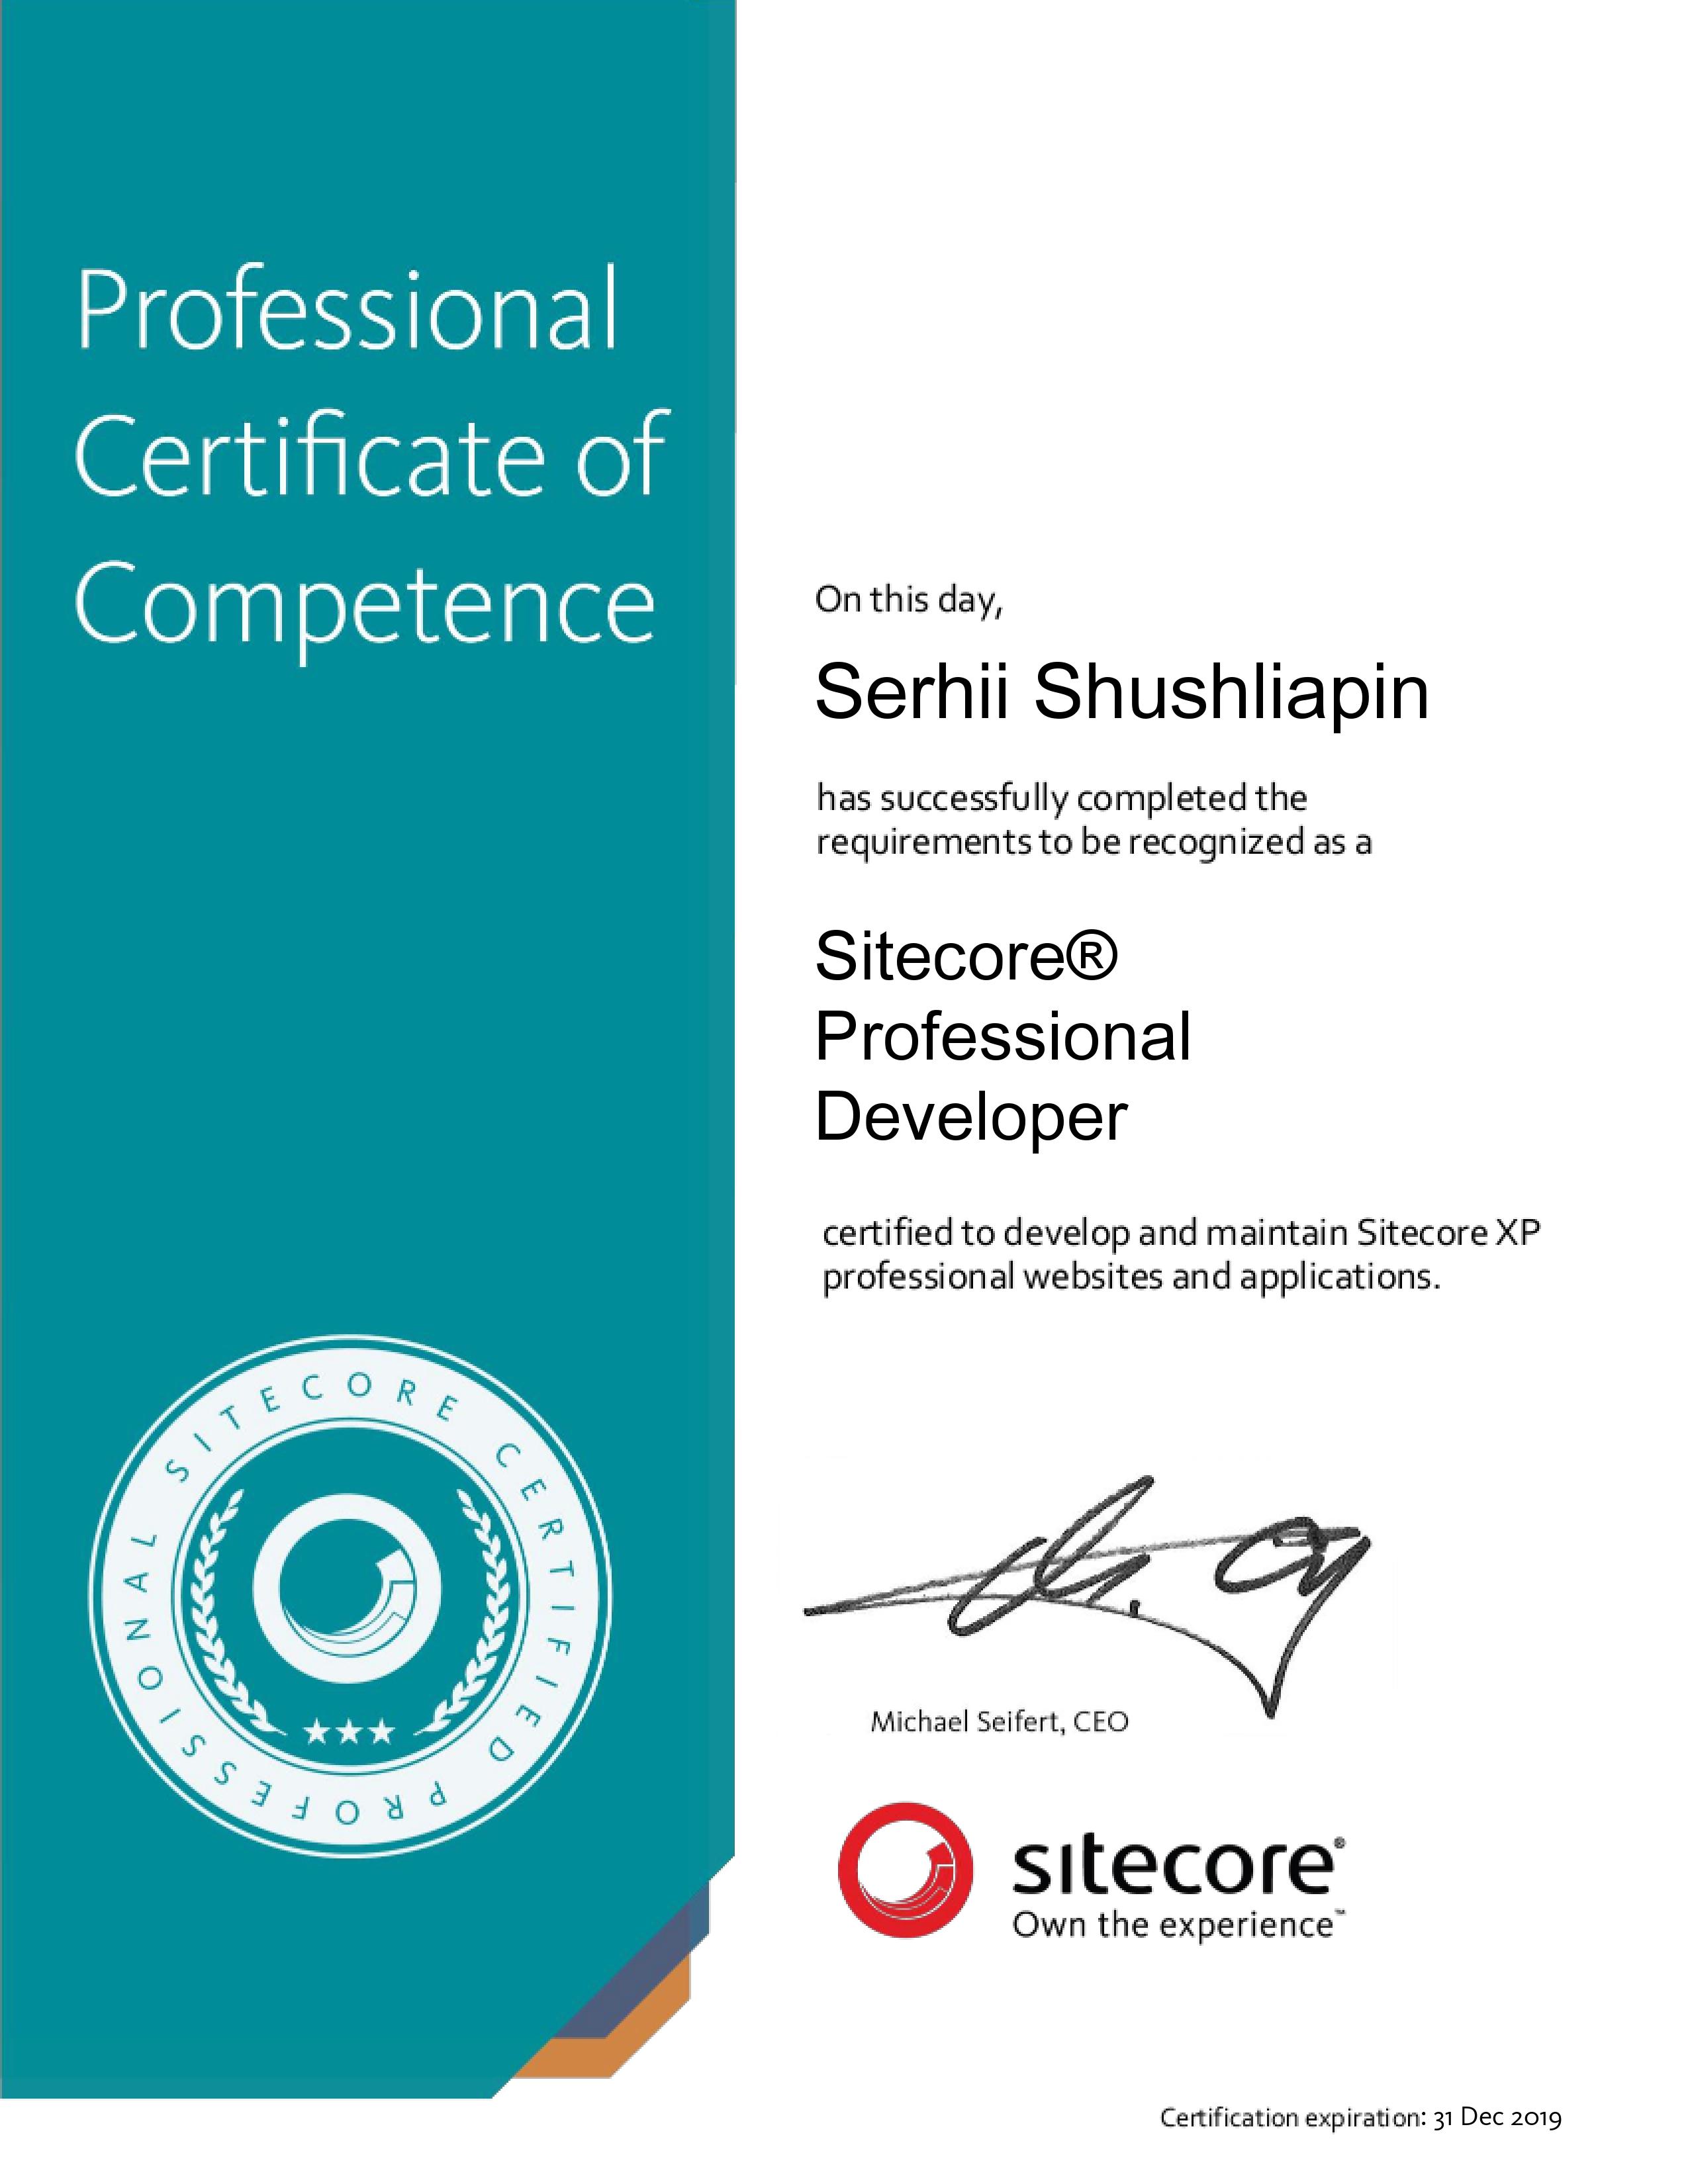 Professional
Certificate of
Competence
On this day,
Serhii Shushliapin
has successfully completed the
requirements to be recognized as a
Sitecore®
Professional
Developer
certified to develop and maintain Sitecore XP
professional websites and applications.
SITECORE CERTIFIED PROFESSIONAL
Michael Seifert, CEO
sitecore®
Own the experience™
Certification expiration: 31 Dec 2019